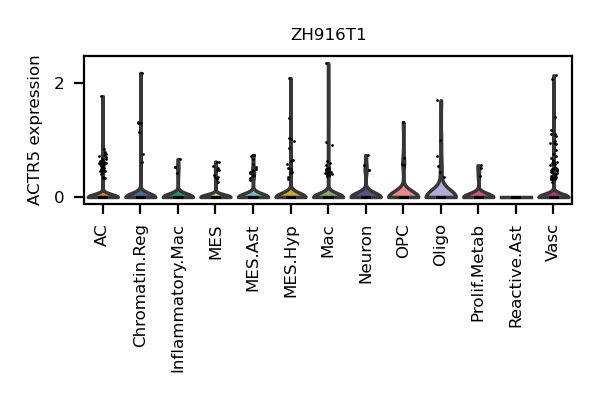 ZH916T1
ACTR5 expression
2
0
AC
Chromatin.Reg
Inflammatory.Mac
MES
MES.Ast
MES.Hyp
Mac
Neuron
OPC
Oligo
Prolif.Metab
Reactive.Ast
Vasc